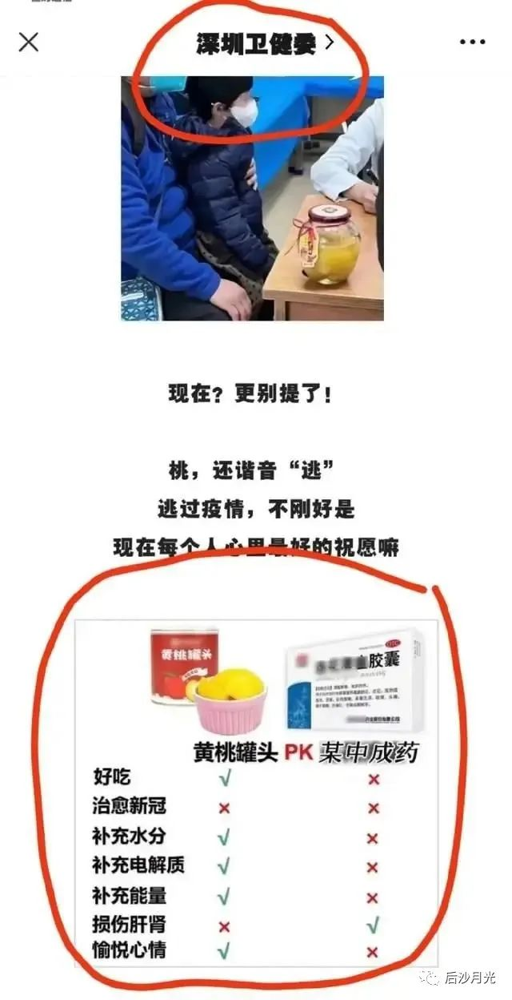 深圳卫健委
现在？更别提了！
桃，还谐音“逃”
逃过疫情，不刚好是
现在每个人心里最好的祝愿嘛
黄桃罐头
胶囊
OTC
黄桃罐头 PK 某中成药
好吃 √ ×
治愈新冠 × ×
补充水分 √ ×
补充电解质 √ ×
补充能量 √ ×
损伤肝肾 × √
愉悦心情 √ ×
后沙月光